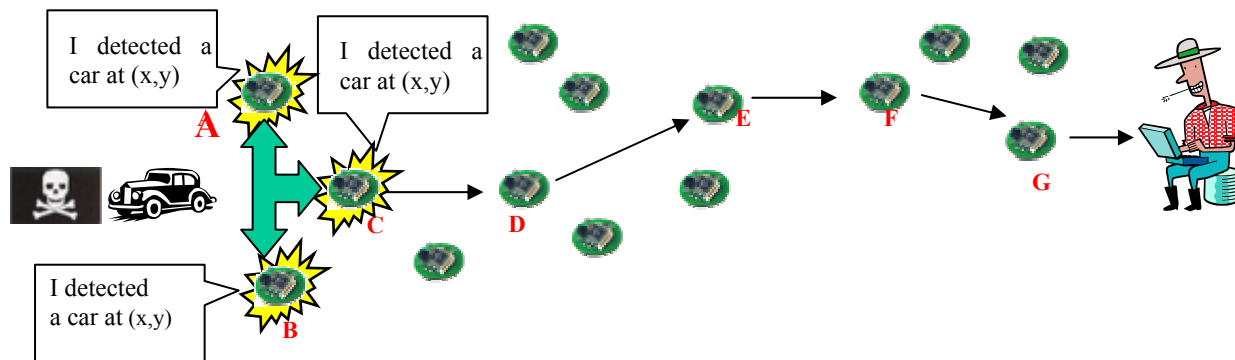 I detected a
car at (x,y)
I detected a
car at (x,y)
A
E
F
G
C
D
I detected
a car at (x,y)
B